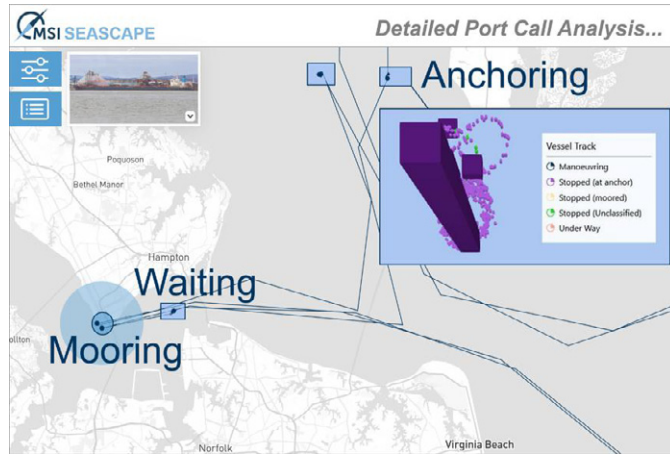 MSI SEASCAPE
Detailed Port Call Analysis...
Anchoring
Vessel Track
Manoeuvring
Stopped (at anchor)
Stopped (moored)
Stopped (Unclassified)
Under Way
Poquoson
Bethel Manor
Hampton
Waiting
Mooring
ollton
Norfolk
Virginia Beach